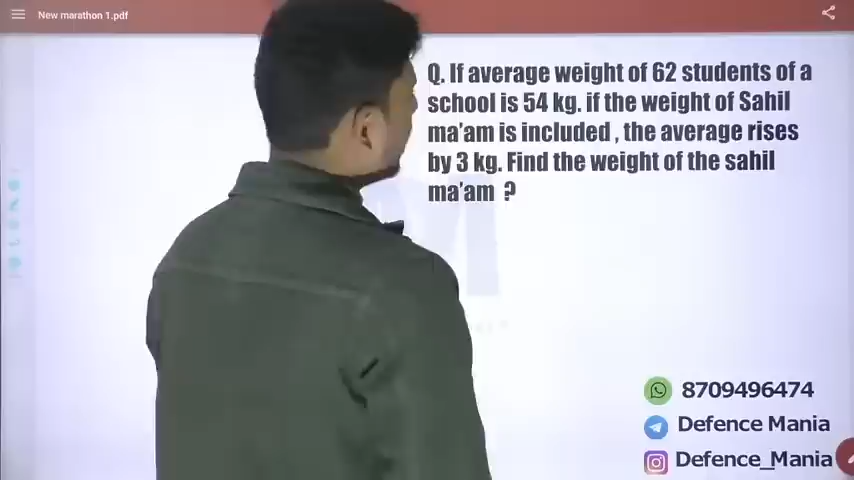 New marathon 1.pdf
Q. If average weight of 62 students of a
school is 54 kg. if the weight of Sahil
ma'am is included , the average rises
by 3 kg. Find the weight of the sahil
ma'am ?
8709496474
Defence Mania
Defence_Mania